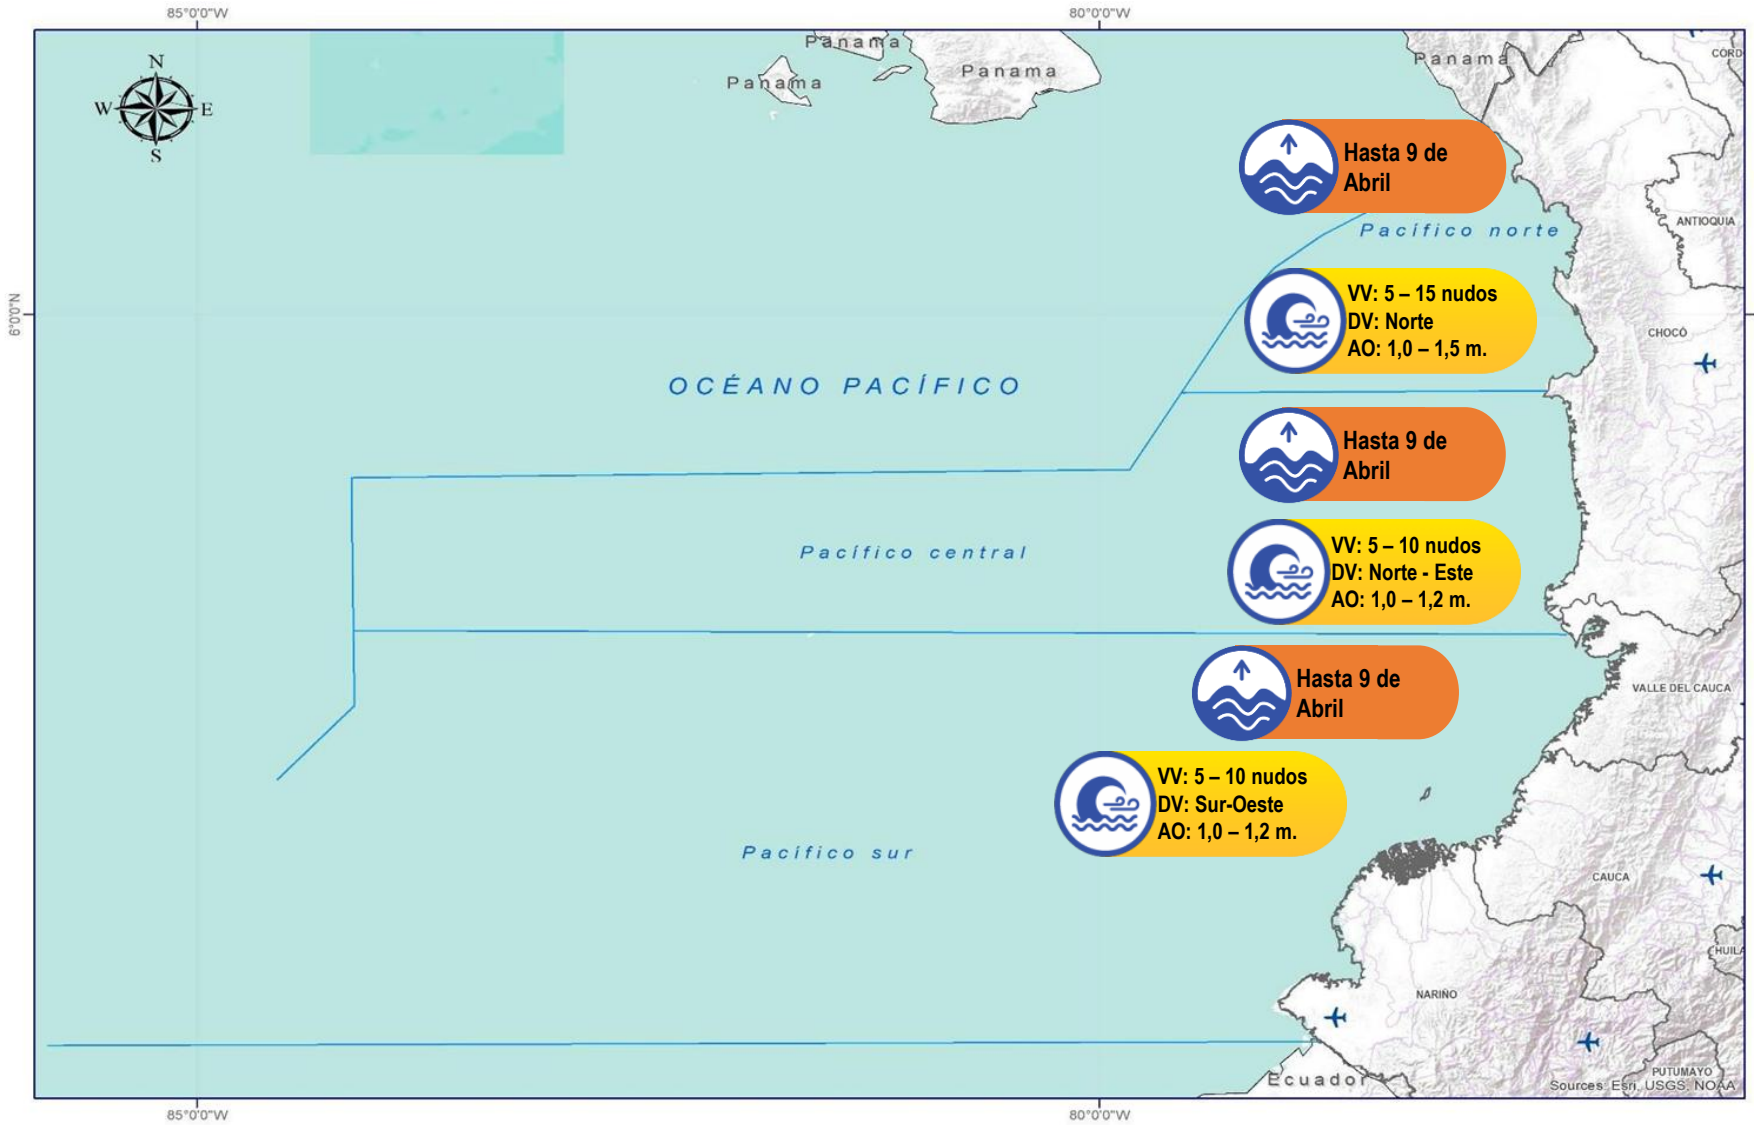 85°0'0"W
80°0'0"W
N
W
E
S
Panama
Panama
Panama
Panama
CORD
Hasta 9 de
Abril
ANTIOQUIA
Pacífico norte
6°0'0"N
VV: 5 – 15 nudos
DV: Norte
AO: 1,0 – 1,5 m.
CHOCÓ
OCÉANO PACÍFICO
Hasta 9 de
Abril
Pacífico central
VV: 5 – 10 nudos
DV: Norte - Este
AO: 1,0 – 1,2 m.
Hasta 9 de
Abril
VALLE DEL CAUCA
VV: 5 – 10 nudos
DV: Sur-Oeste
AO: 1,0 – 1,2 m.
Pacífico sur
CAUCA
HUILA
NARIÑO
Ecuador
PUTUMAYO
Sources: Esri, USGS, NOAA
85°0'0"W
80°0'0"W